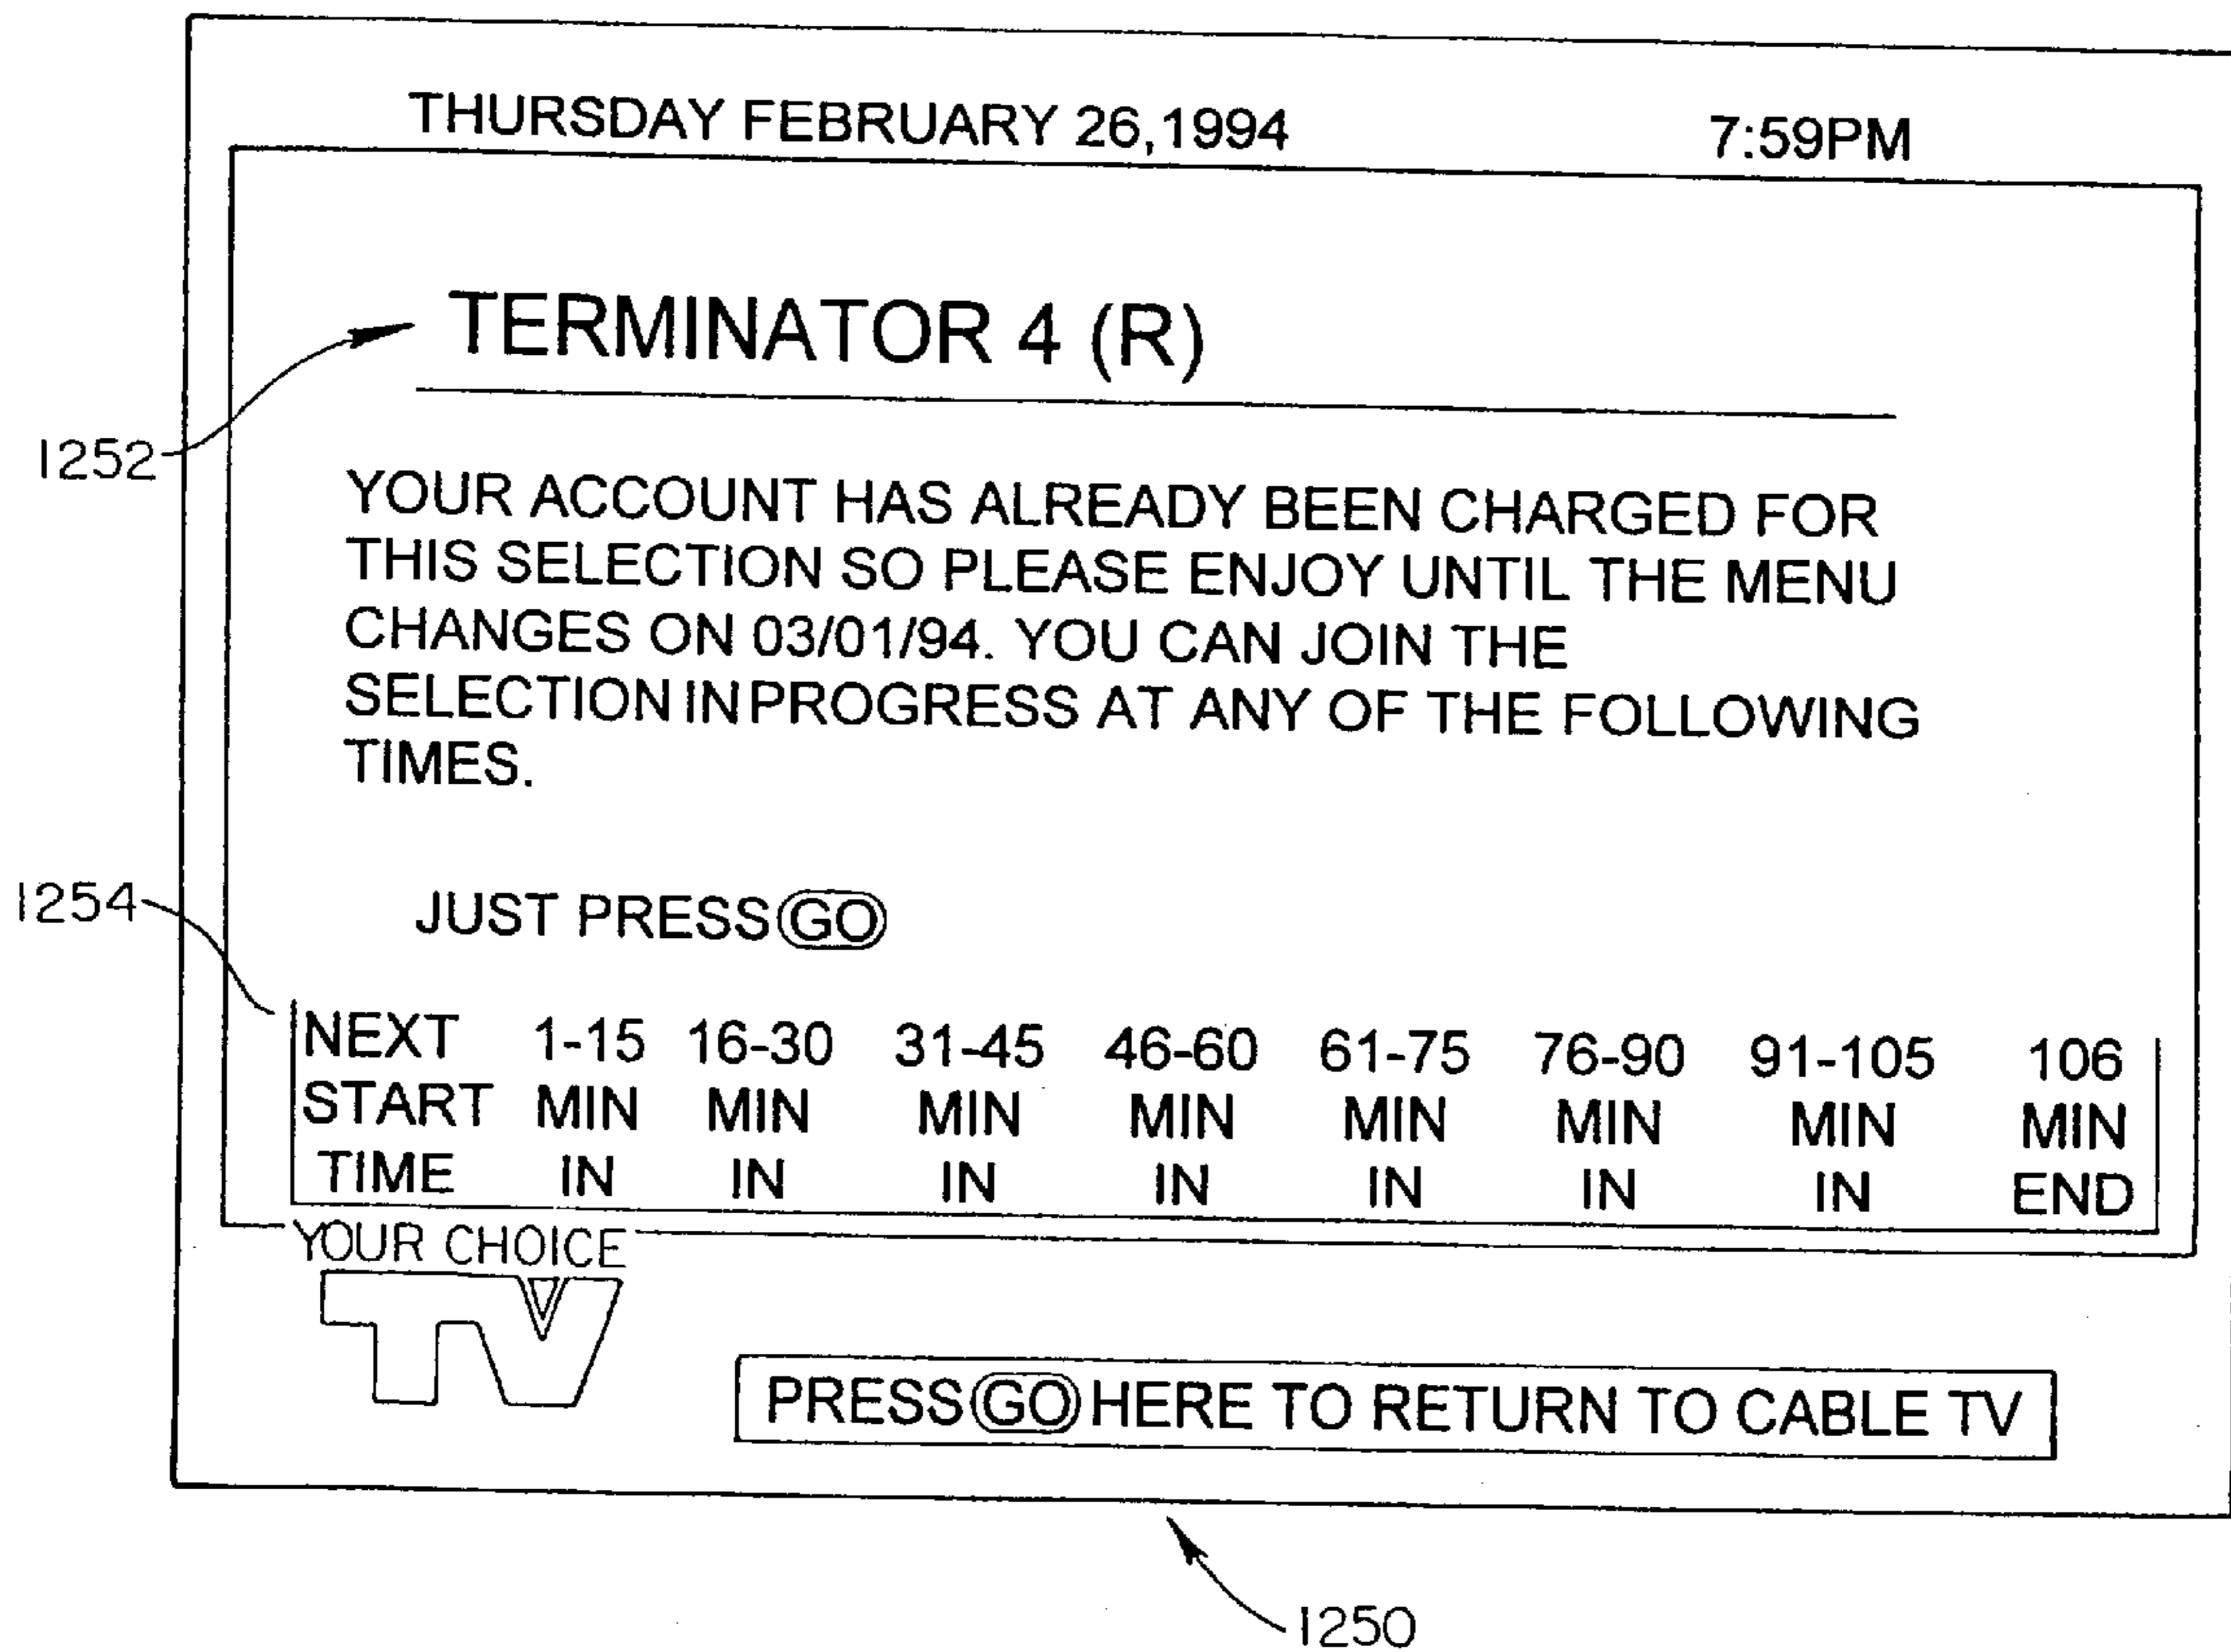 THURSDAY FEBRUARY 26,1994 7:59PM
TERMINATOR 4 (R)
1252
YOUR ACCOUNT HAS ALREADY BEEN CHARGED FOR
THIS SELECTION SO PLEASE ENJOY UNTIL THE MENU
CHANGES ON 03/01/94. YOU CAN JOIN THE
SELECTION IN PROGRESS AT ANY OF THE FOLLOWING
TIMES.
1254
JUST PRESS GO
NEXT 1-15 16-30 31-45 46-60 61-75 76-90 91-105 106
START MIN MIN MIN MIN MIN MIN MIN MIN
TIME IN IN IN IN IN IN IN END
YOUR CHOICE
TV
PRESS GO HERE TO RETURN TO CABLE TV
1250